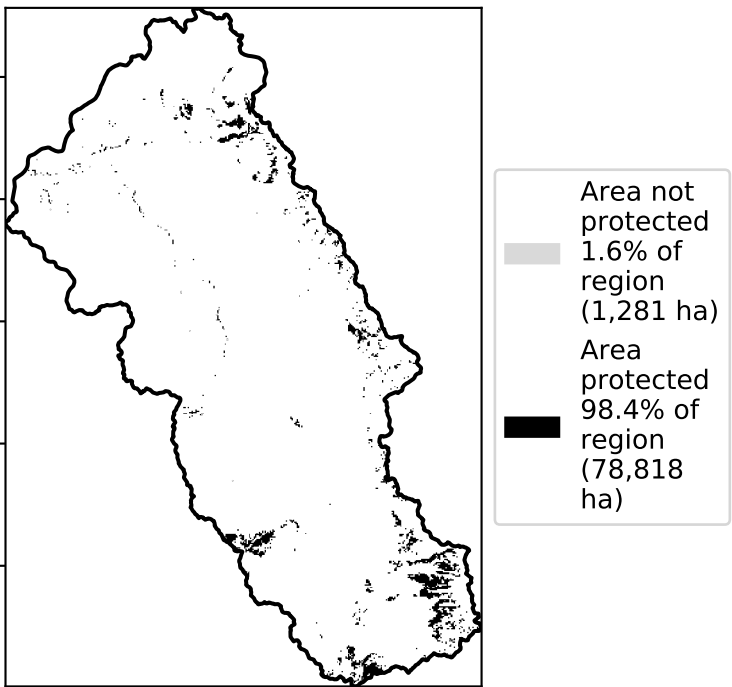 Area not
protected
1.6% of
region
(1,281 ha)
Area
protected
98.4% of
region
(78,818
ha)